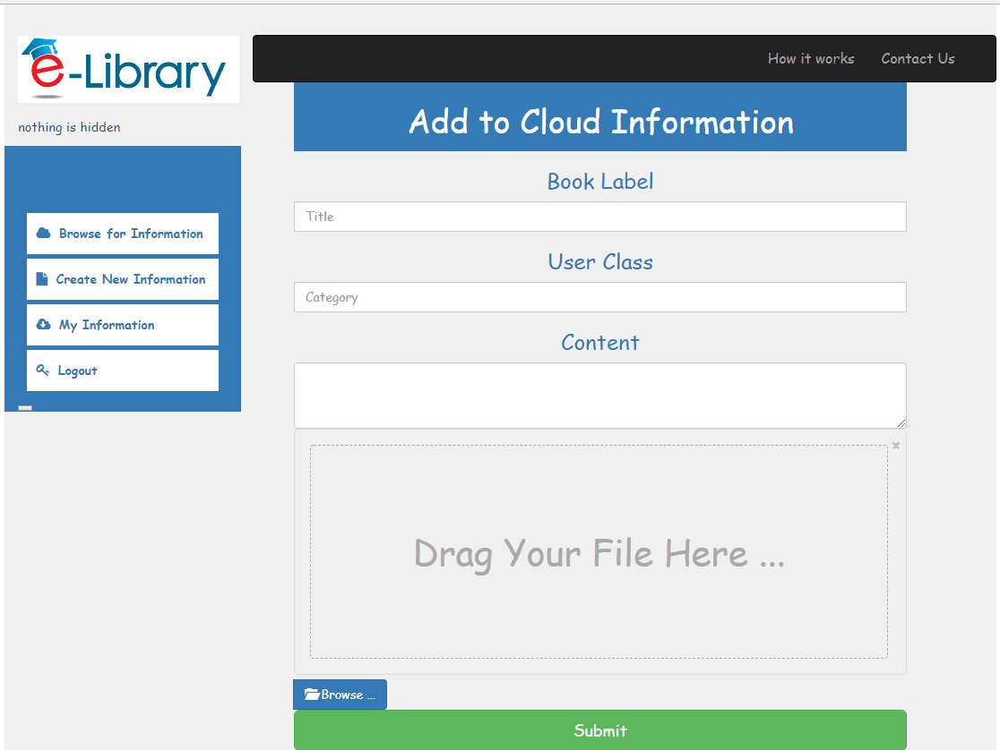 e-Library
How it works Contact Us
nothing is hidden
Add to Cloud Information
Browse for Information
Create New Information
My Information
Logout
Book Label
Title
User Class
Category
Content
×
Drag Your File Here ...
Browse ...
Submit